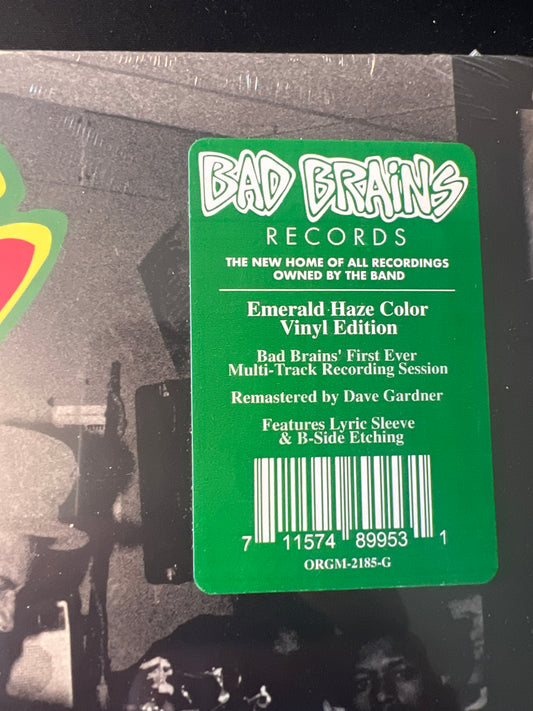 BAD BRAINS
RECORDS
THE NEW HOME OF ALL RECORDINGS
OWNED BY THE BAND
Emerald Haze Color
Vinyl Edition
Bad Brains' First Ever
Multi-Track Recording Session
Remastered by Dave Gardner
Features Lyric Sleeve
& B-Side Etching
7 11574 89953 1
ORGM-2185-G